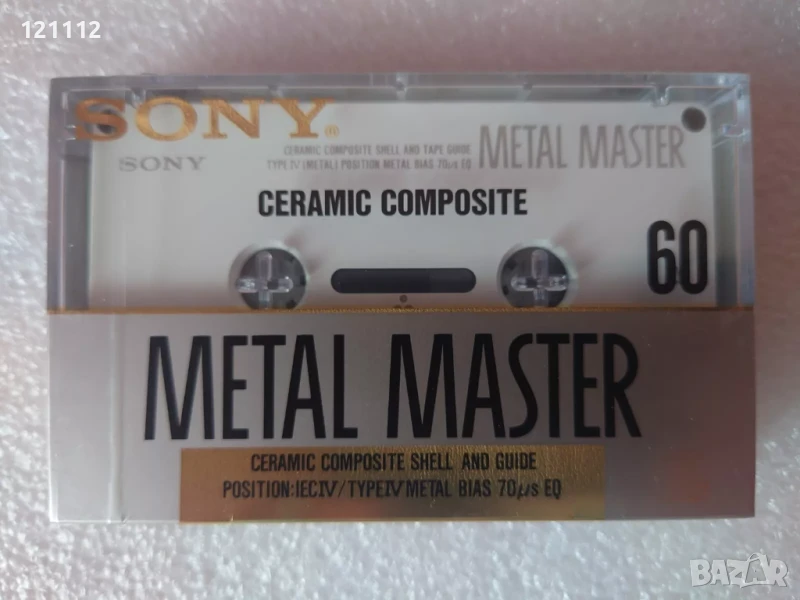 121112
SONY®
SONY
CERAMIC COMPOSITE SHELL AND TAPE GUIDE
TYPE IV (METAL) POSITION METAL BIAS 70μs EQ
METAL MASTER
CERAMIC COMPOSITE
60
METAL MASTER
CERAMIC COMPOSITE SHELL AND GUIDE
POSITION:IECIV/TYPEIV METAL BIAS 70μs EQ
BAZAR